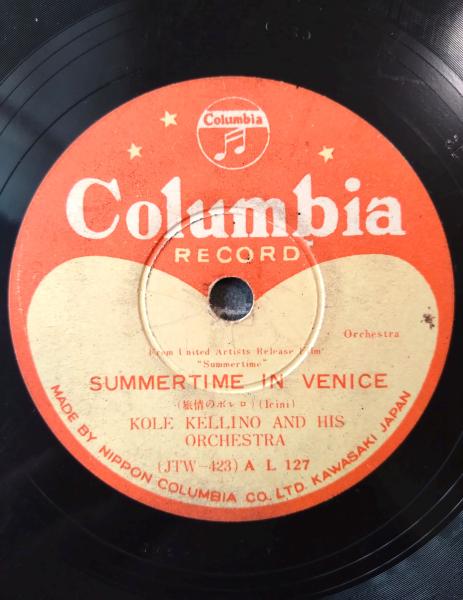 Columbia
Columbia
RECORD
Orchestra
From United Artists Release Film
"Summertime"
SUMMERTIME IN VENICE
(旅情のボレロ) (Icini)
KOLE KELLINO AND HIS
ORCHESTRA
(JTW-423) A L 127
MADE BY NIPPON COLUMBIA CO., LTD. KAWASAKI JAPAN